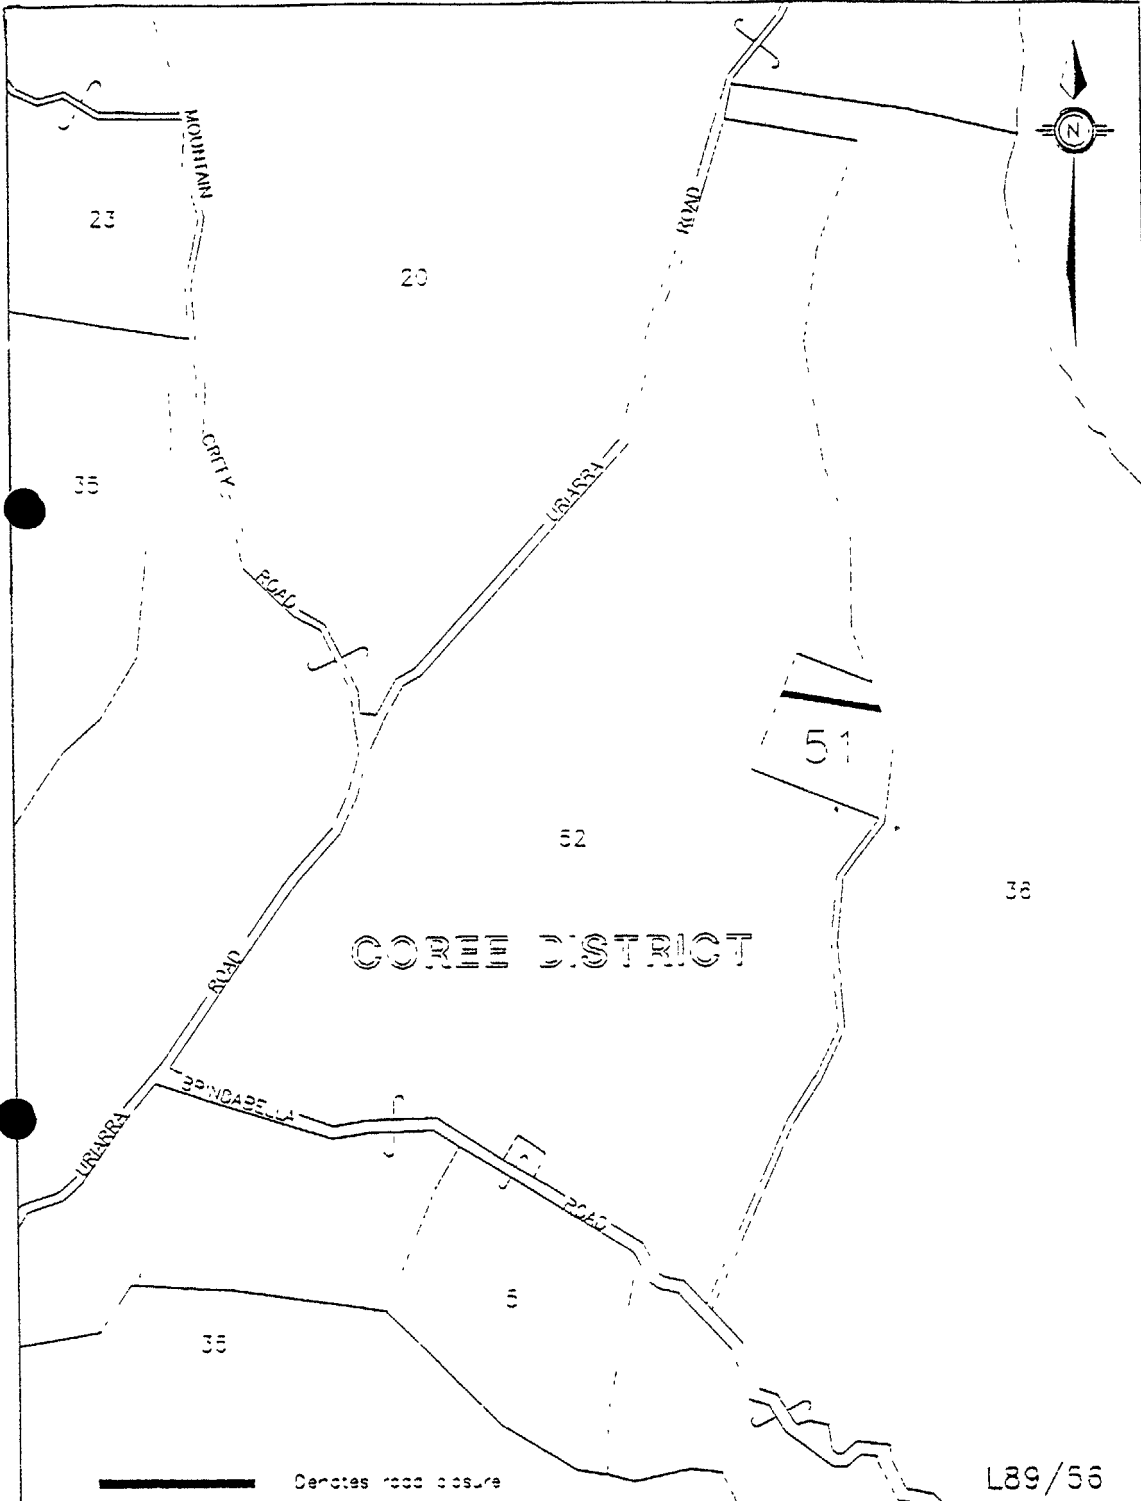 N
MOUNTAIN
ROAD
23
20
CREEK
35
URIARRA
ROAD
51
52
36
COREE DISTRICT
ROAD
BRINDABELLA
URIARRA
ROAD
5
35
Denotes road closure
L89/56